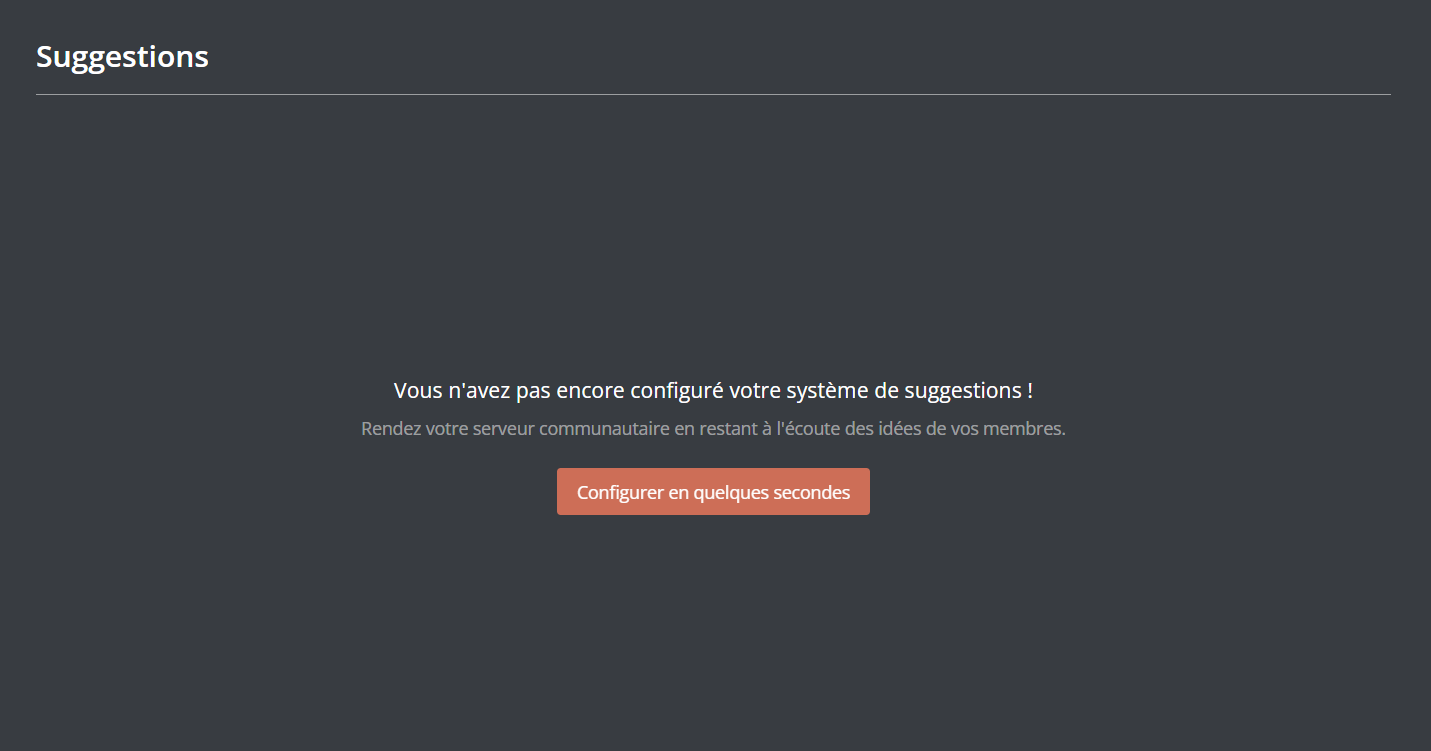 Suggestions
Vous n'avez pas encore configuré votre système de suggestions !
Rendez votre serveur communautaire en restant à l'écoute des idées de vos membres.
Configurer en quelques secondes